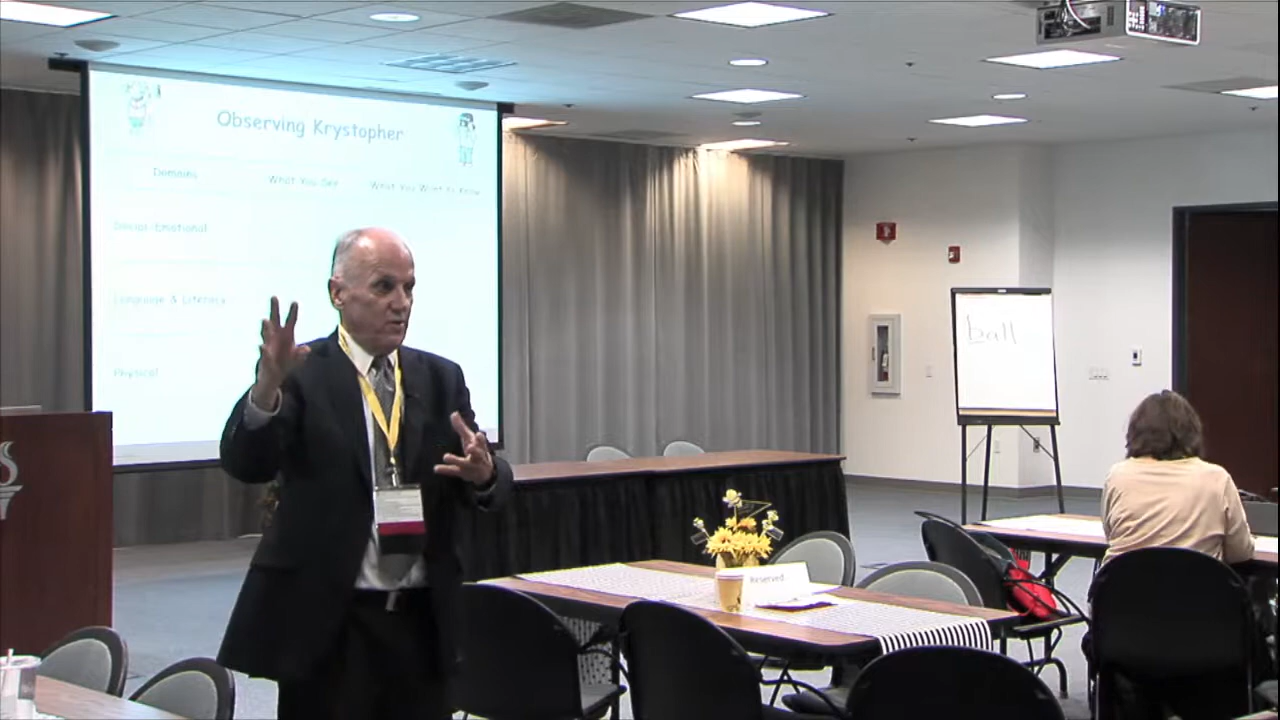 Observing Krystopher
Domains
What You See
What You Want to Know
Social-Emotional
Language & Literacy
Physical
ball
Reserved